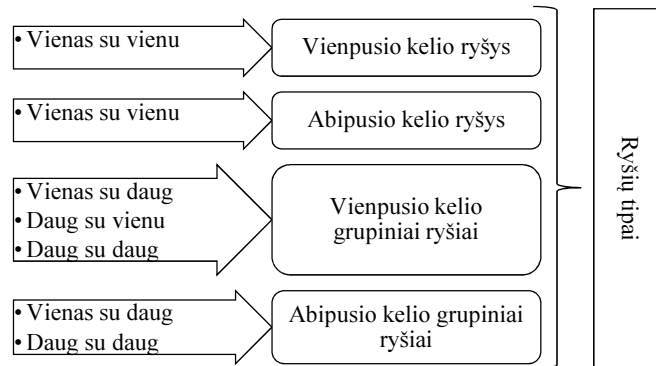 • Vienas su vienu
Vienpusio kelio ryšys
• Vienas su vienu
Abipusio kelio ryšys
• Vienas su daug
• Daug su vienu
• Daug su daug
Vienpusio kelio
grupiniai ryšiai
• Vienas su daug
• Daug su daug
Abipusio kelio grupiniai
ryšiai
Ryšių tipai